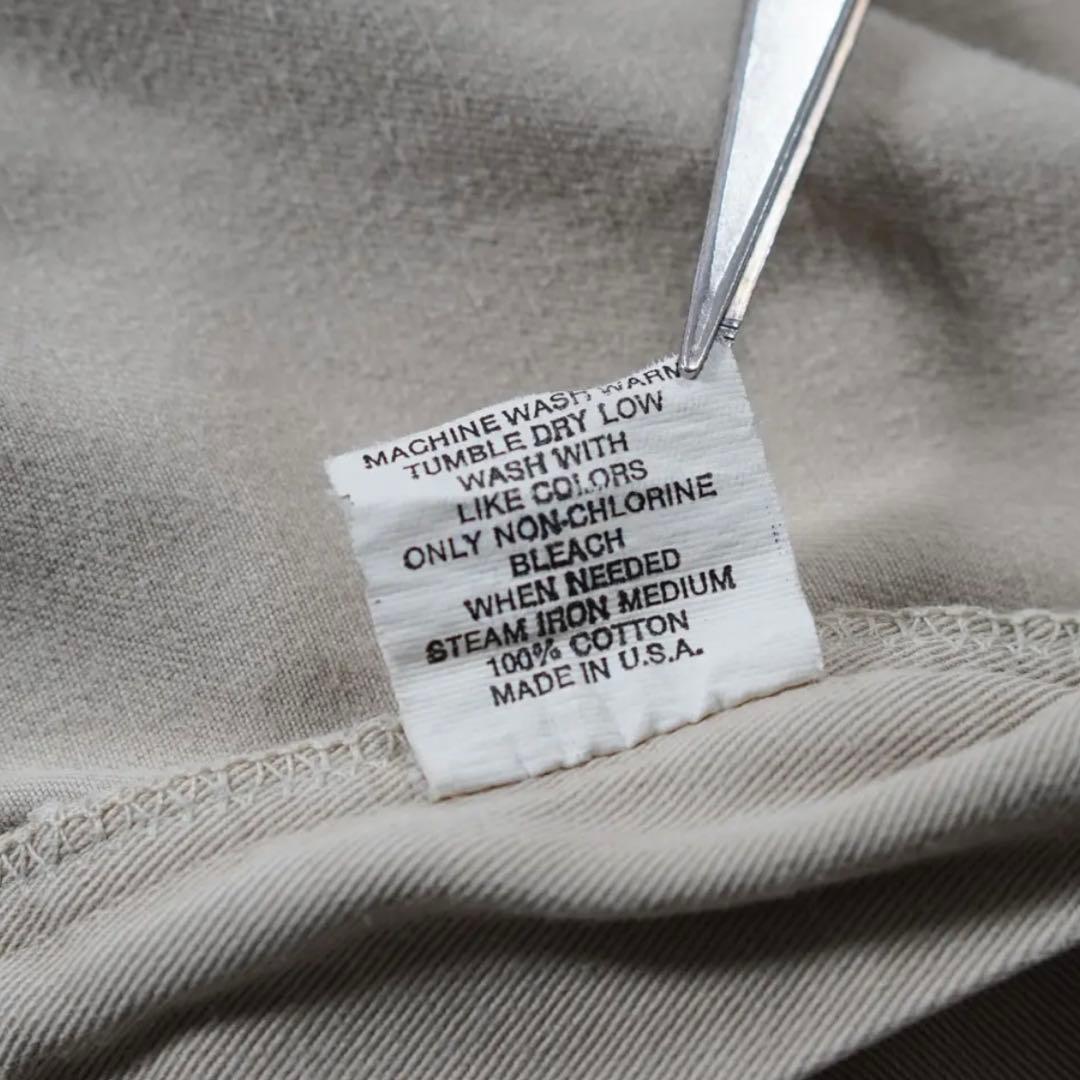 MACHINE WASH WARM
TUMBLE DRY LOW
WASH WITH
LIKE COLORS
ONLY NON-CHLORINE
BLEACH
WHEN NEEDED
STEAM IRON MEDIUM
100% COTTON
MADE IN U.S.A.